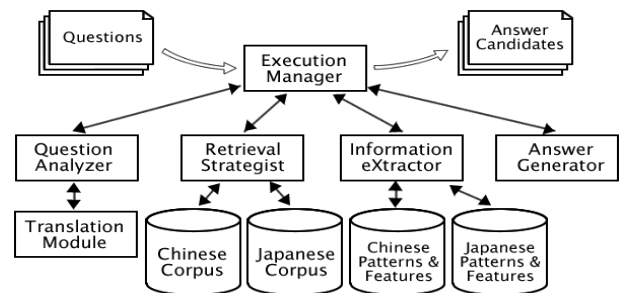 Questions
Answer
Candidates
Execution
Manager
Question
Analyzer
Retrieval
Strategist
Information
eXtractor
Answer
Generator
Translation
Module
Chinese
Corpus
Japanese
Corpus
Chinese
Patterns &
Features
Japanese
Patterns &
Features